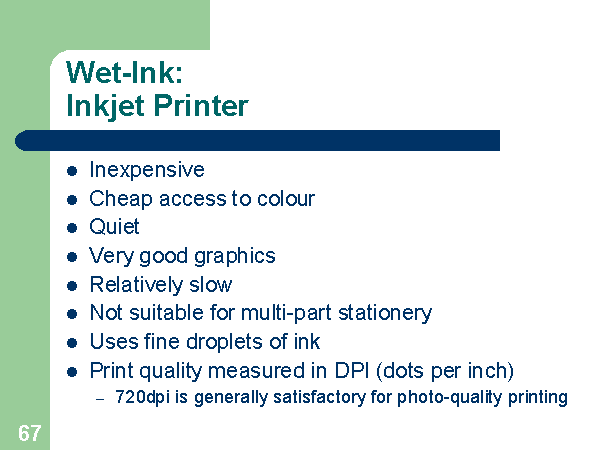 Wet-Ink:
Inkjet Printer
● Inexpensive
● Cheap access to colour
● Quiet
● Very good graphics
● Relatively slow
● Not suitable for multi-part stationery
● Uses fine droplets of ink
● Print quality measured in DPI (dots per inch)
– 720dpi is generally satisfactory for photo-quality printing
67